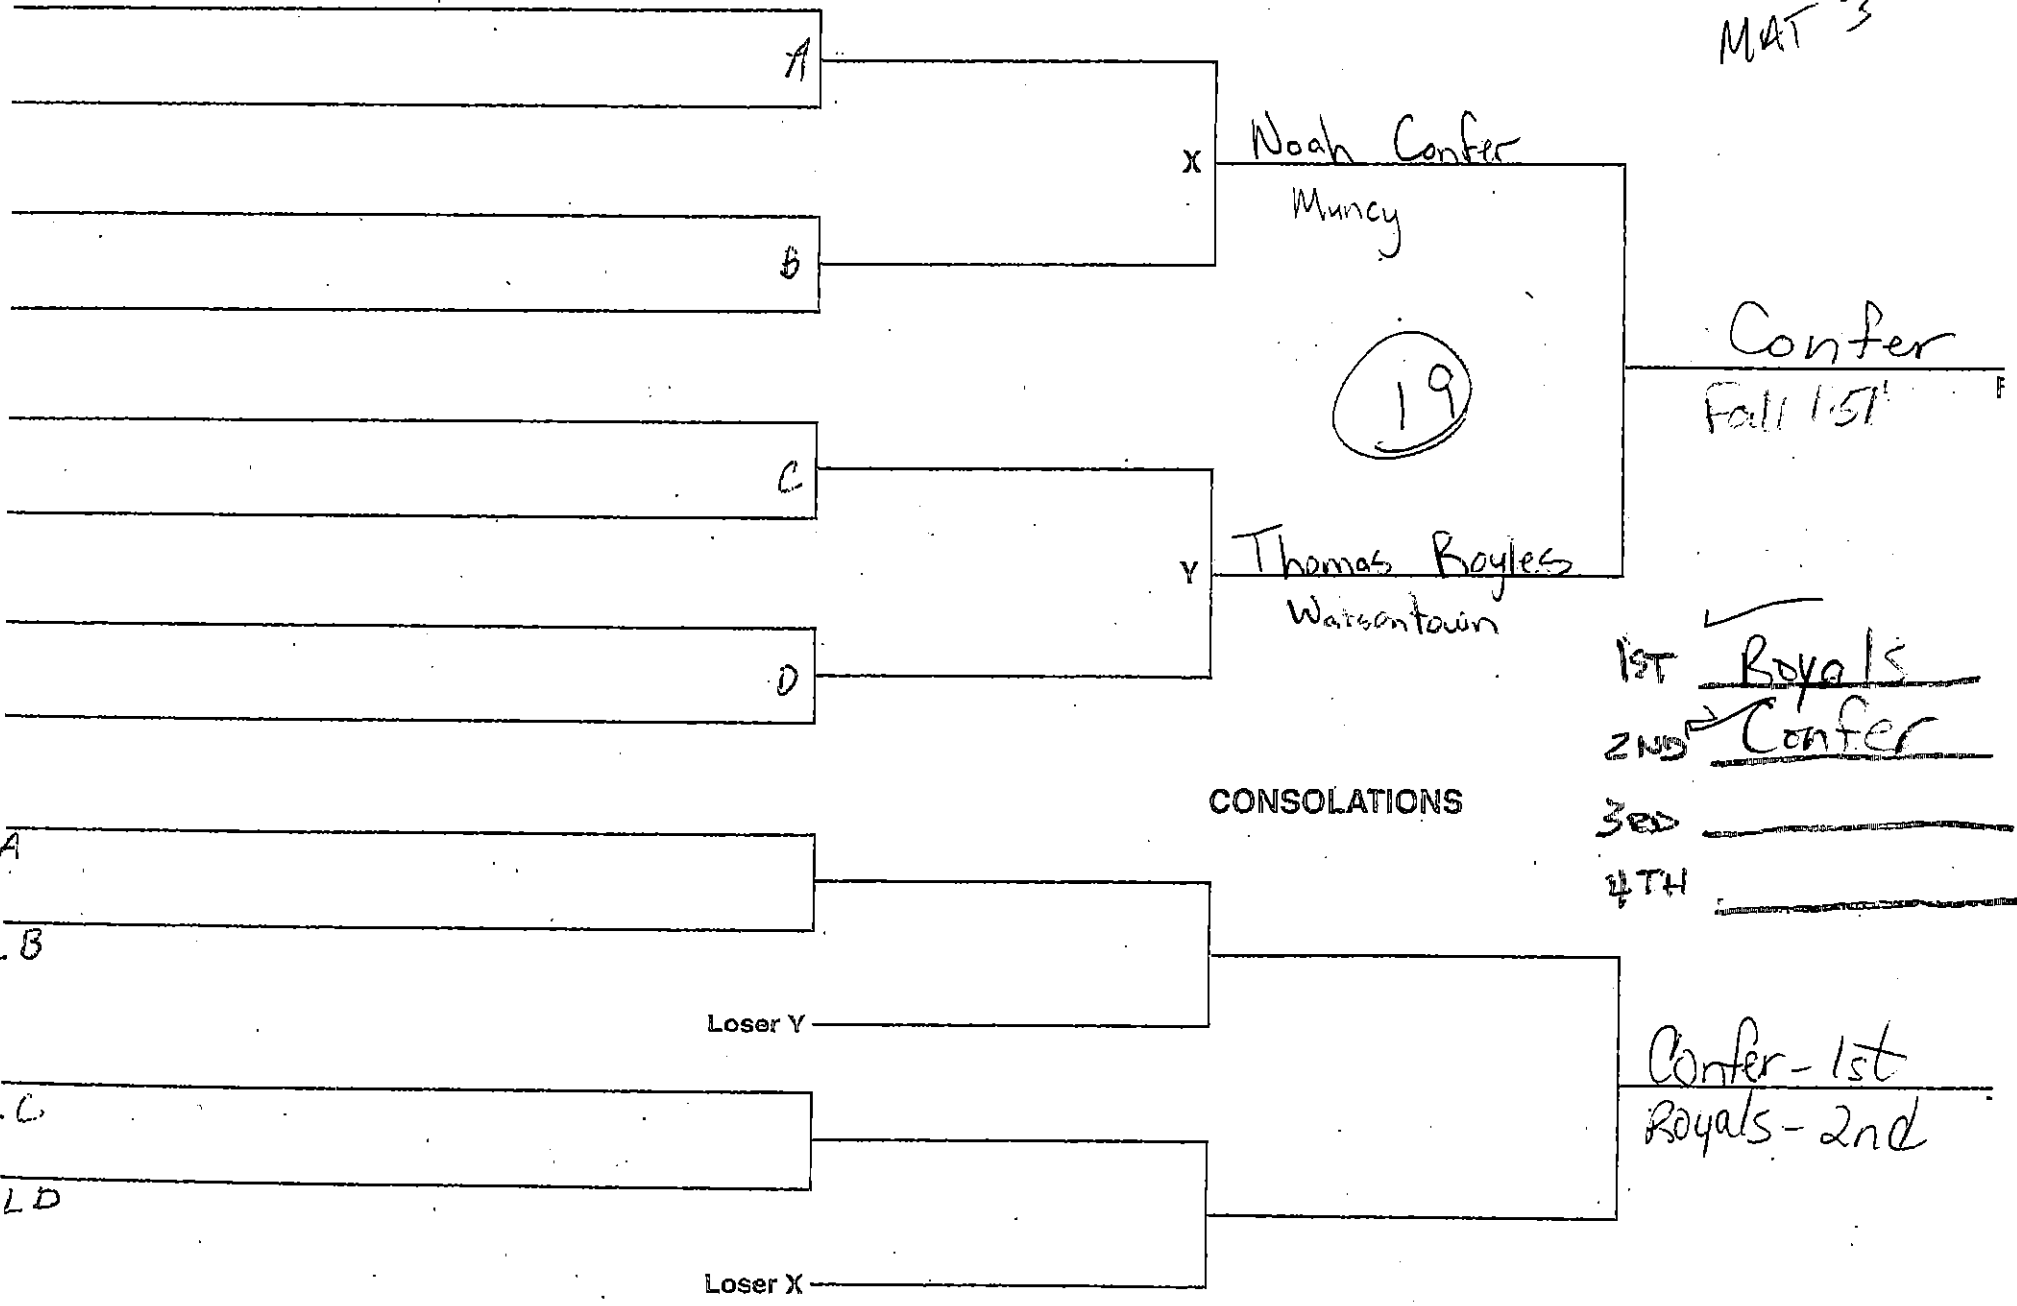 MAT 3
A
X Noah Confer
Muncy
B
Confer
Fall 1:51
19
C
Y Thomas Boyles
Watsontown
D
1ST Boyals
2ND Confer
CONSOLATIONS
3RD
4TH
A
B
Loser Y
Confer - 1st
Boyals - 2nd
C
LD
Loser X